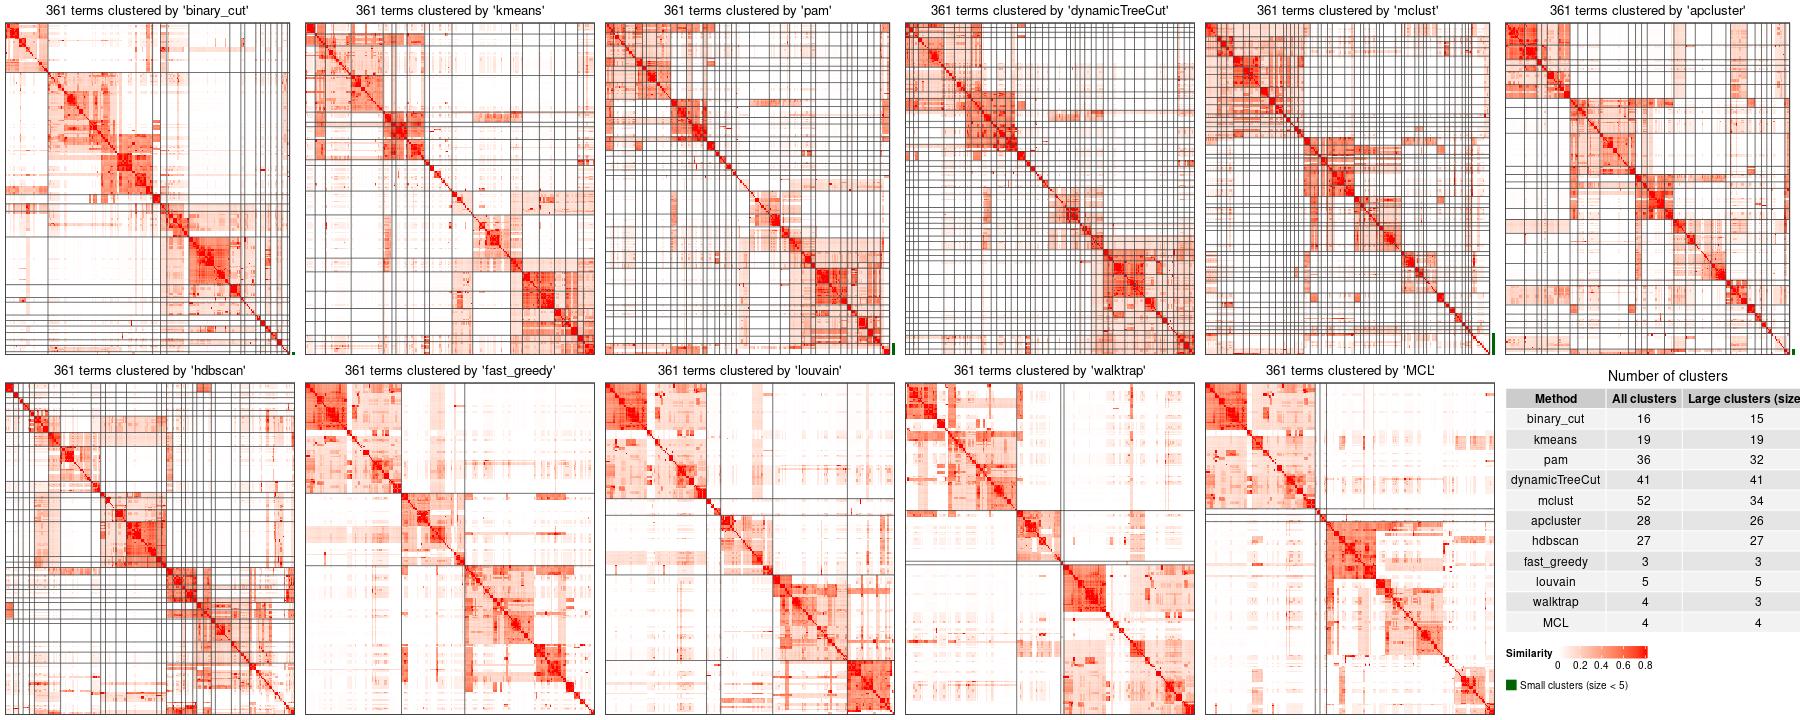 361 terms clustered by 'binary_cut'
361 terms clustered by 'kmeans'
361 terms clustered by 'pam'
361 terms clustered by 'dynamicTreeCut'
361 terms clustered by 'mclust'
361 terms clustered by 'apcluster'
361 terms clustered by 'hdbscan'
361 terms clustered by 'fast_greedy'
361 terms clustered by 'louvain'
361 terms clustered by 'walktrap'
361 terms clustered by 'MCL'
Number of clusters
Method All clusters Large clusters (size
binary_cut 16 15
kmeans 19 19
pam 36 32
dynamicTreeCut 41 41
mclust 52 34
apcluster 28 26
hdbscan 27 27
fast_greedy 3 3
louvain 5 5
walktrap 4 3
MCL 4 4
Similarity
0 0.2 0.4 0.6 0.8
Small clusters (size < 5)